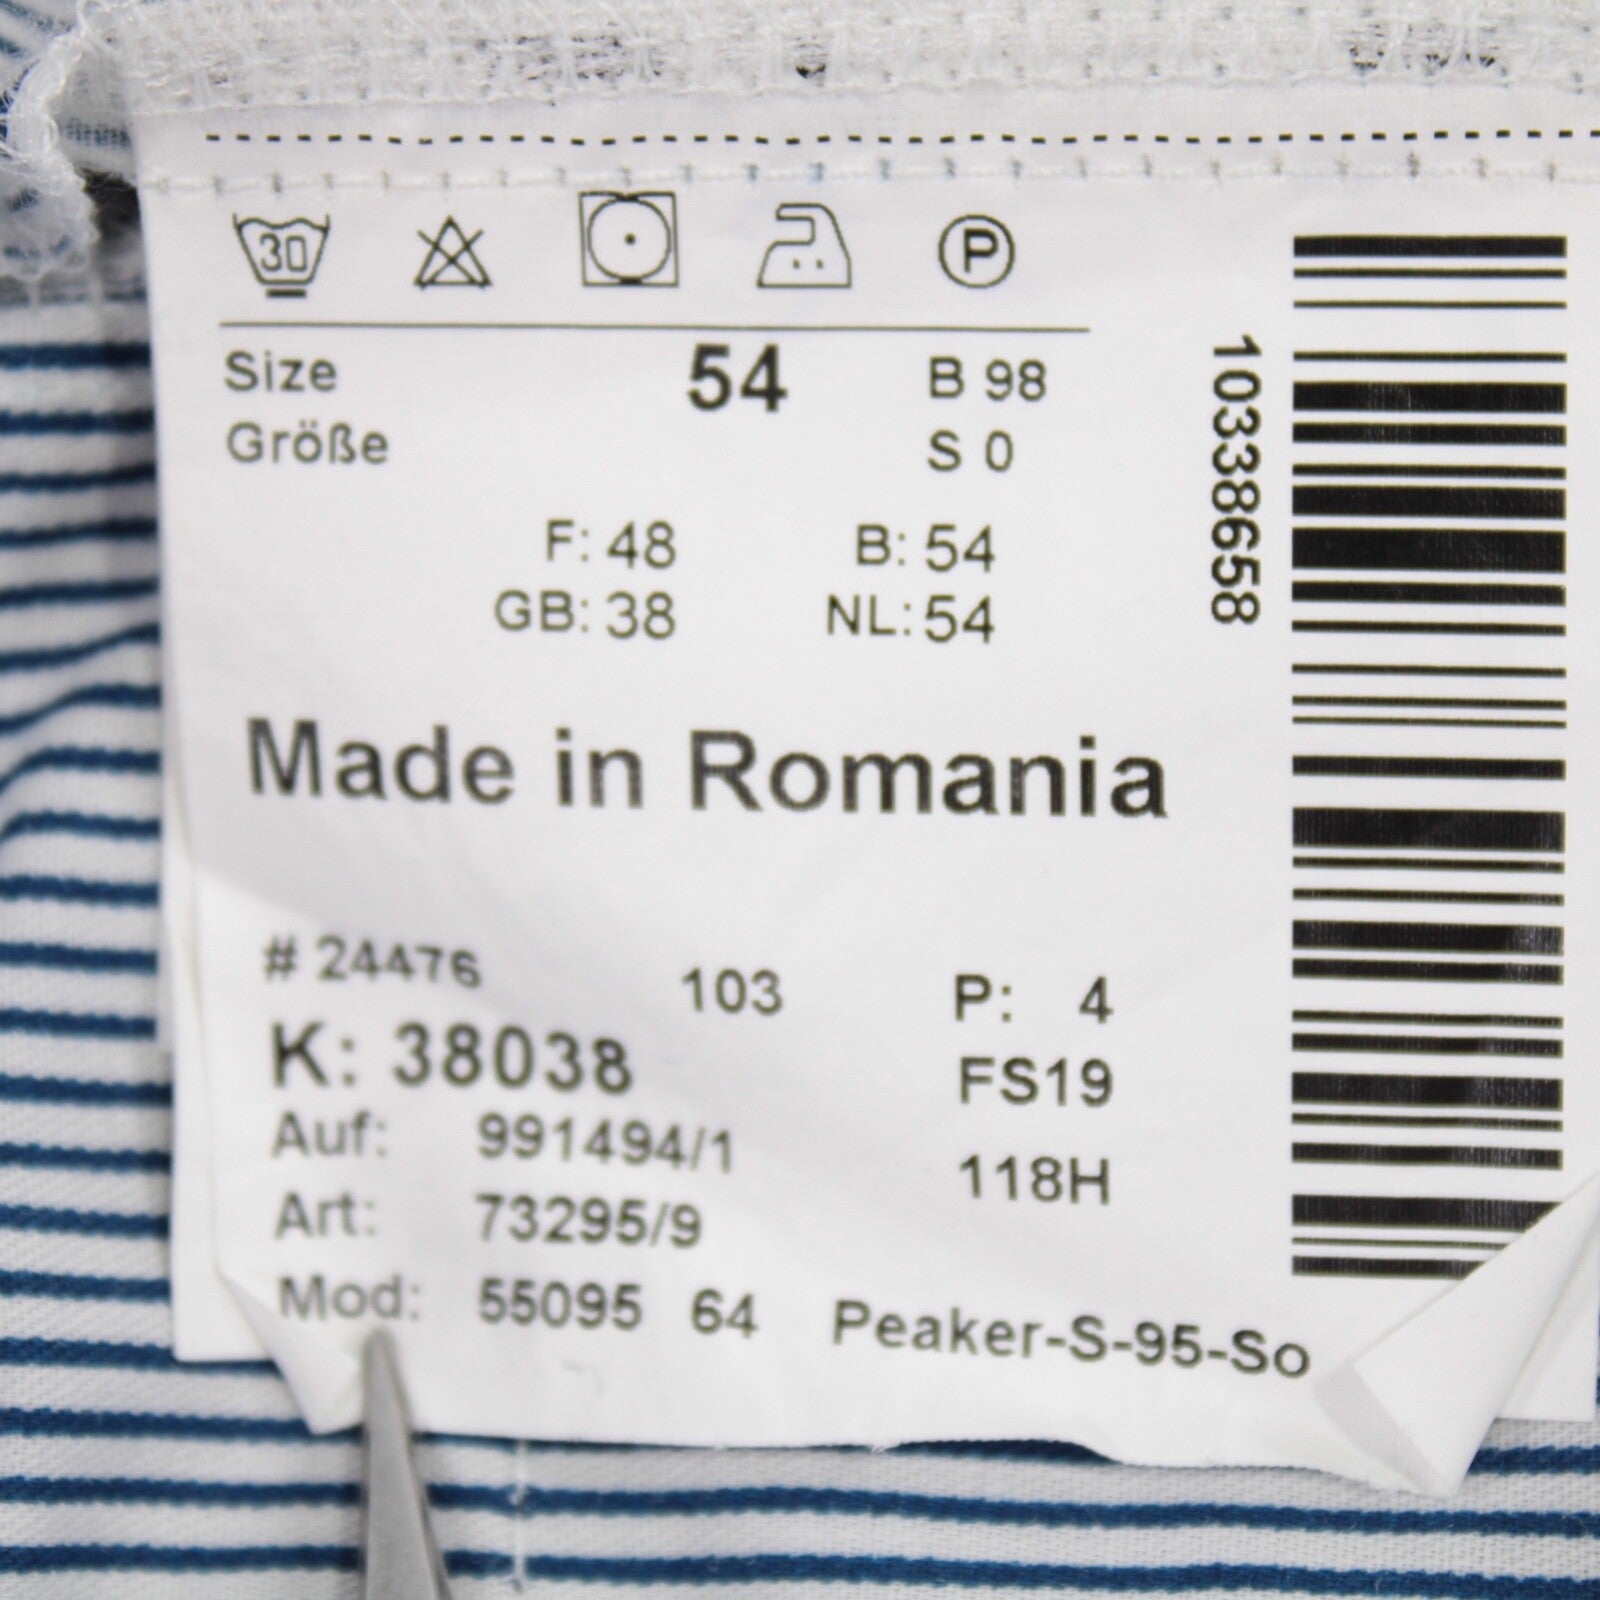 30 P
Size 54 B 98
Größe S 0
F: 48 B: 54
GB: 38 NL: 54
Made in Romania
# 24476 103 P: 4
K: 38038 FS19
Auf: 991494/1
118H
Art: 73295/9
Mod: 55095 64 Peaker-S-95-So
10338658